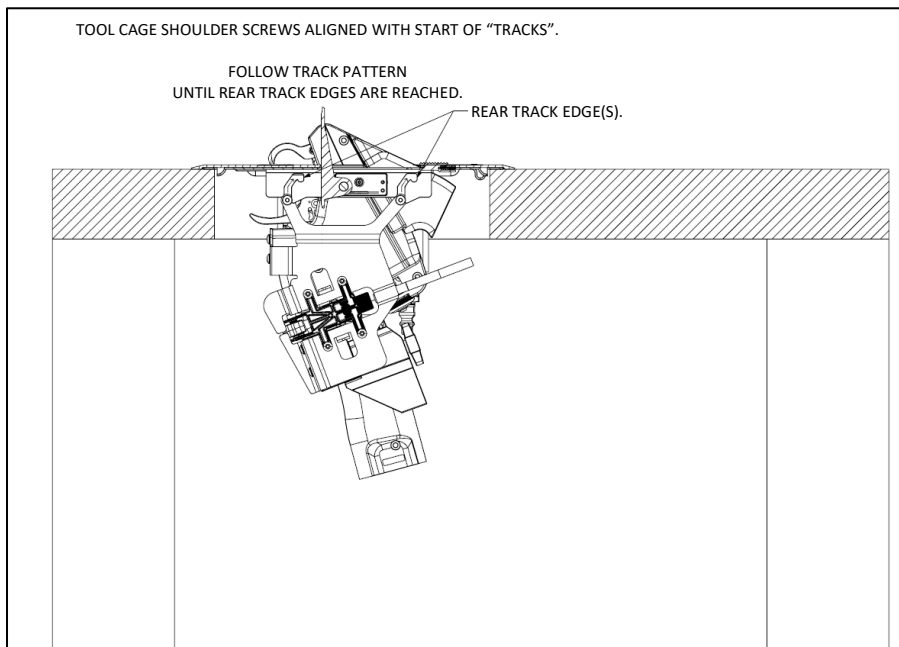 TOOL CAGE SHOULDER SCREWS ALIGNED WITH START OF “TRACKS”.
FOLLOW TRACK PATTERN
UNTIL REAR TRACK EDGES ARE REACHED.
REAR TRACK EDGE(S).